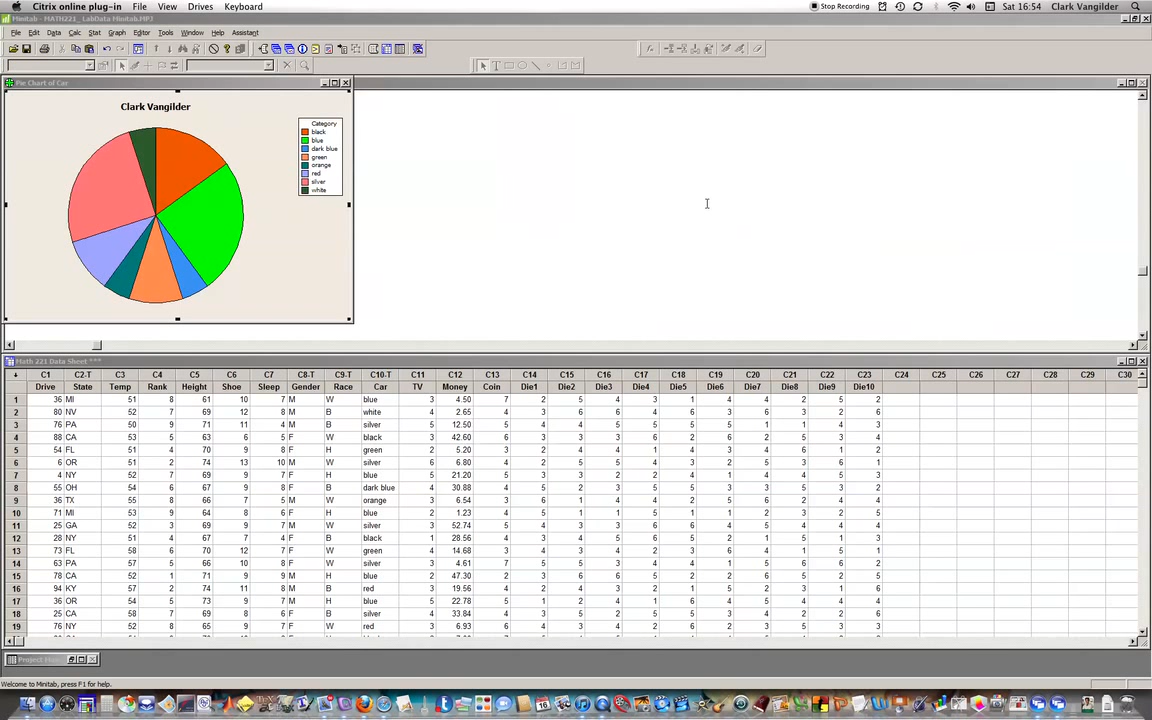 Citrix online plug-in File View Drives Keyboard Stop Recording Sat 16:54 Clark Vangilder
Minitab - MATH221_ LabData Minitab.MPJ
File Edit Data Calc Stat Graph Editor Tools Window Help Assistant
Pie Chart of Car
Clark Vangilder
Category
black
blue
dark blue
green
orange
red
silver
white
Math 221 Data Sheet ***
C1 C2-T C3 C4 C5 C6 C7 C8-T C9-T C10-T C11 C12 C13 C14 C15 C16 C17 C18 C19 C20 C21 C22 C23 C24 C25 C26 C27 C28 C29 C30
Drive State Temp Rank Height Shoe Sleep Gender Race Car TV Money Coin Die1 Die2 Die3 Die4 Die5 Die6 Die7 Die8 Die9 Die10
1 36 MI 51 8 61 10 7 M W blue 3 4.50 7 2 5 4 3 1 4 4 2 5 2
2 80 NV 52 7 69 12 8 M B white 4 2.65 4 3 6 6 4 6 3 6 3 2 6
3 76 PA 50 9 71 11 4 M B silver 5 12.50 5 4 4 5 5 5 5 1 1 4 3
4 88 CA 53 5 63 6 5 F W black 3 42.60 6 3 3 3 6 2 6 2 5 3 4
5 54 FL 51 4 70 9 8 F H green 2 5.20 3 2 4 4 1 4 3 4 6 1 2
6 6 OR 51 2 74 13 10 M W silver 6 6.80 4 2 5 5 4 3 2 5 3 6 1
7 4 NY 52 7 69 9 7 F H blue 5 21.20 5 3 3 2 2 4 1 4 4 5 3
8 55 OH 54 6 67 9 8 F B dark blue 4 30.88 4 5 2 3 5 5 3 3 5 3 2
9 36 TX 55 8 66 7 5 M W orange 3 6.54 3 6 1 4 4 2 5 6 2 4 4
10 71 MI 53 9 64 8 6 F H blue 2 1.23 4 5 1 1 5 1 1 2 3 2 5
11 25 GA 52 3 69 9 7 M W silver 3 52.74 5 4 3 6 6 4 5 4 5 4 4
12 28 NY 51 4 67 7 4 F B black 1 28.56 4 3 4 6 5 6 2 1 5 1 3
13 73 FL 58 6 70 12 7 F W green 4 14.68 3 4 3 4 2 3 6 4 1 5 1
14 63 PA 57 5 66 10 8 F W silver 3 4.61 7 5 5 3 4 4 1 5 6 6 2
15 78 CA 52 1 71 9 9 M H blue 2 47.30 2 3 6 6 5 2 2 6 2 2 5
16 94 KY 57 2 74 11 8 M B red 3 19.56 4 2 4 3 2 1 5 2 3 1 6
17 36 OR 54 5 73 9 7 M H blue 5 22.78 5 1 2 4 1 6 4 5 4 4 4
18 25 CA 58 7 69 8 6 F B silver 4 33.84 4 3 5 2 6 5 3 4 2 2 6
19 76 NY 52 8 65 9 7 F W red 3 6.93 6 3 4 2 6 4 2 3 5 3 3
Welcome to Minitab, press F1 for help.